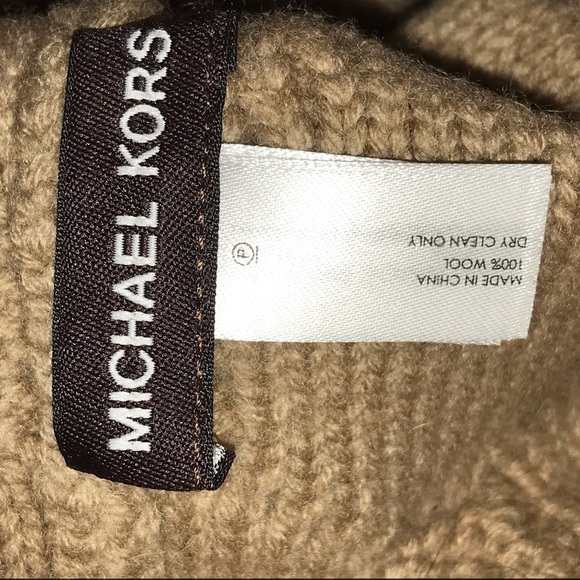 MICHAEL KORS
MADE IN CHINA
100% WOOL
DRY CLEAN ONLY
P